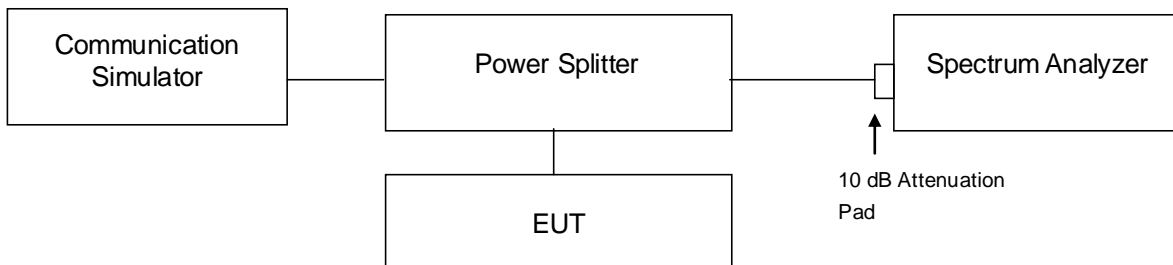 Communication
Simulator
Power Splitter
Spectrum Analyzer
10 dB Attenuation
Pad
EUT